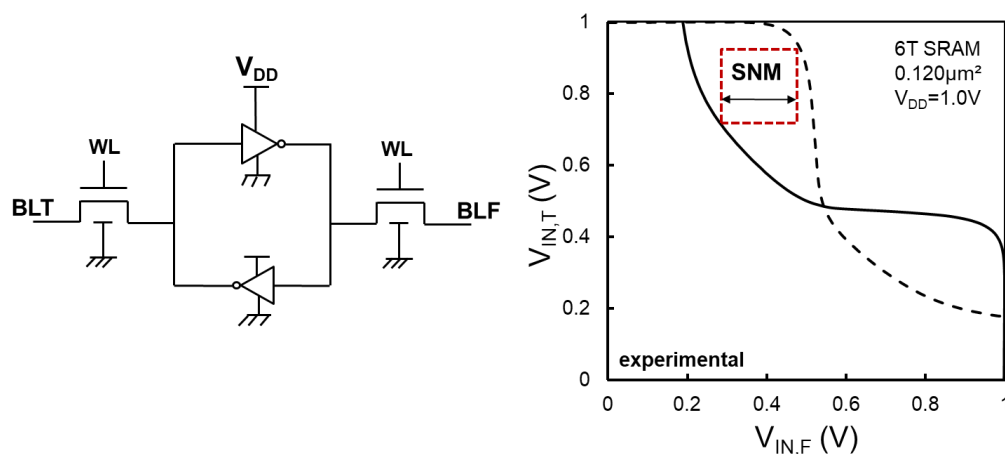 V_DD
WL
WL
BLT
BLF
1
0.8
0.6
0.4
0.2
0
V_IN,T (V)
SNM
6T SRAM
0.120µm²
V_DD=1.0V
experimental
0
0.2
0.4
0.6
0.8
1
V_IN,F (V)